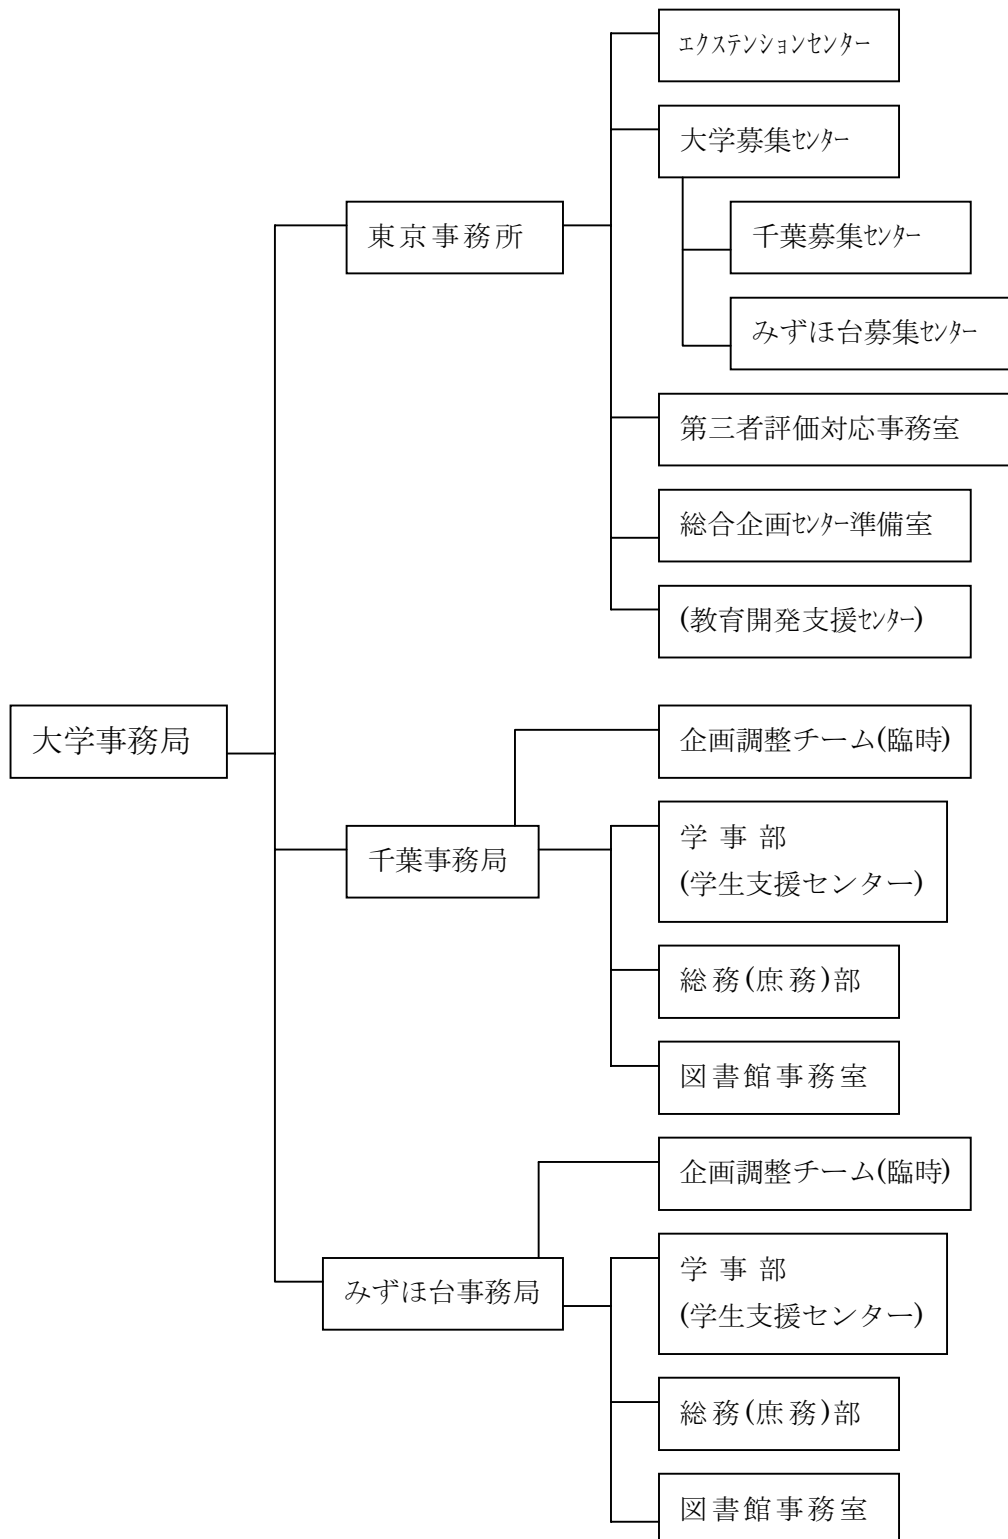 エクステンションセンター
大学募集センター
東京事務所
千葉募集センター
みずほ台募集センター
第三者評価対応事務室
総合企画センター準備室
(教育開発支援センター)
大学事務局
企画調整チーム(臨時)
千葉事務局
学事部
(学生支援センター)
総務(庶務)部
図書館事務室
企画調整チーム(臨時)
みずほ台事務局
学事部
(学生支援センター)
総務(庶務)部
図書館事務室